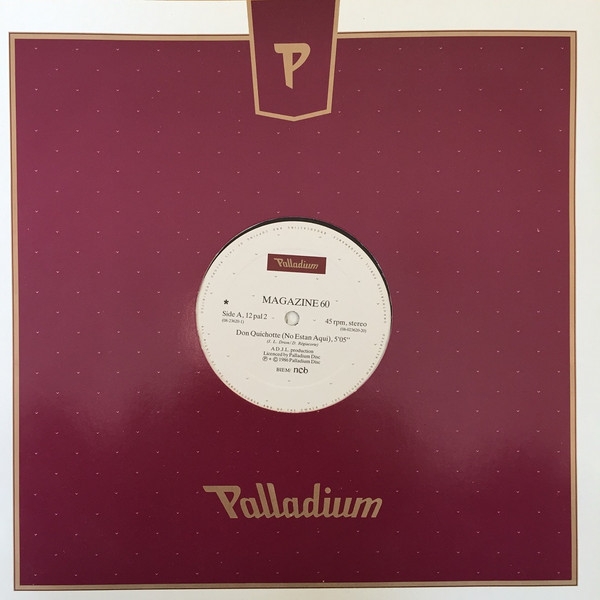 P
Palladium
MAGAZINE 60
Side A, 12 pal 2
45 rpm, stereo
Don Quichotte (No Estan Aqui), 5'05"
A D.J.L. production
Licenced by Palladium Disc
℗ + © 1986 Palladium Disc
BIEM/ ncb
Palladium